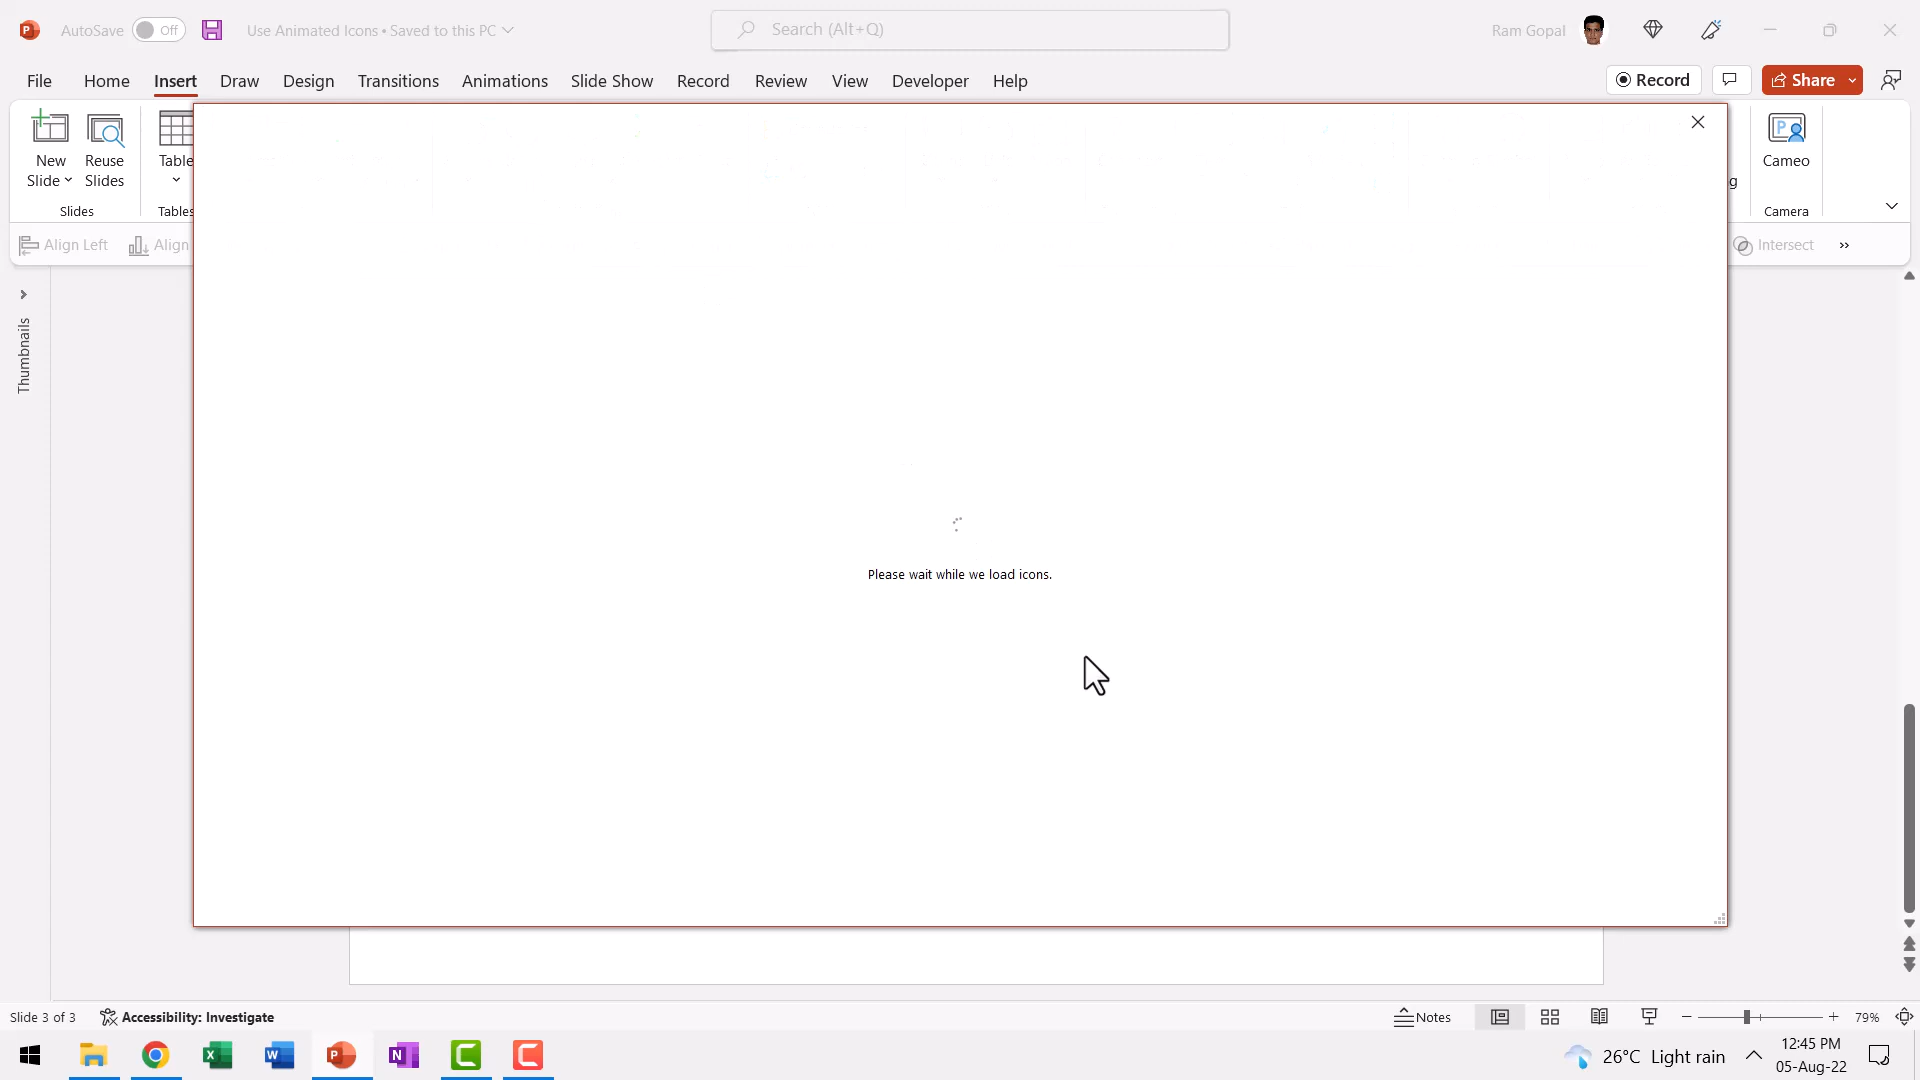 AutoSave Off Use Animated Icons • Saved to this PC Search (Alt+Q) Ram Gopal
File Home Insert Draw Design Transitions Animations Slide Show Record Review View Developer Help Record Share
New Slide
Reuse Slides
Table
Cameo
g
Slides Tables Camera
Align Left Align Intersect
Thumbnails
Please wait while we load icons.
Slide 3 of 3 Accessibility: Investigate Notes 79%
26°C Light rain
12:45 PM
05-Aug-22